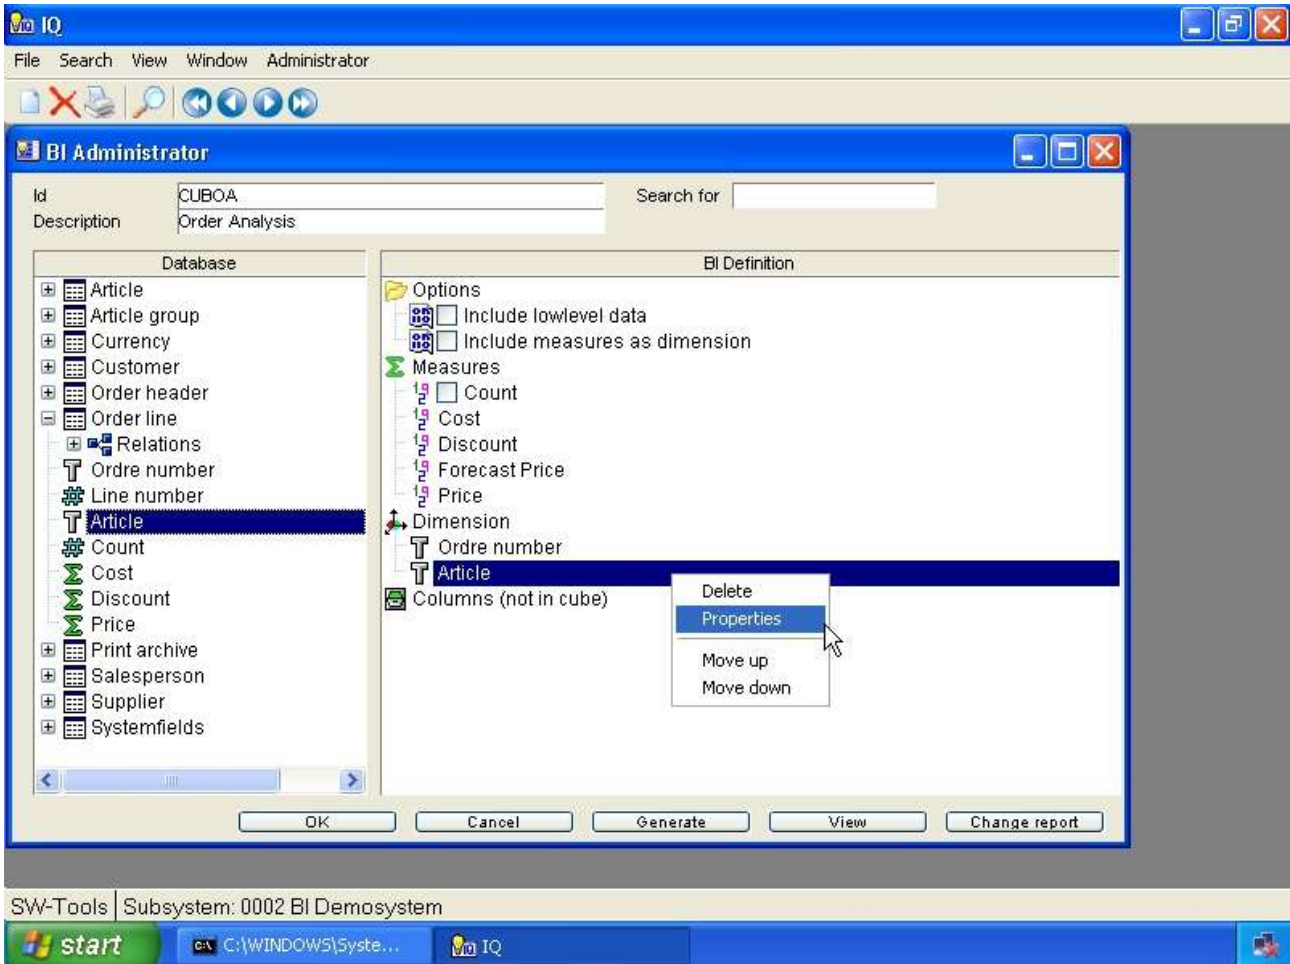 IQ
File Search View Window Administrator
BI Administrator
Id CUBOA Search for
Description Order Analysis
Database
Article
Article group
Currency
Customer
Order header
Order line
Relations
Ordre number
Line number
Article
Count
Cost
Discount
Price
Print archive
Salesperson
Supplier
Systemfields
BI Definition
Options
Include lowlevel data
Include measures as dimension
Measures
Count
Cost
Discount
Forecast Price
Price
Dimension
Ordre number
Article
Columns (not in cube)
Delete
Properties
Move up
Move down
OK Cancel Generate View Change report
SW-Tools Subsystem: 0002 BI Demosystem
start C:\WINDOWS\Syste... IQ